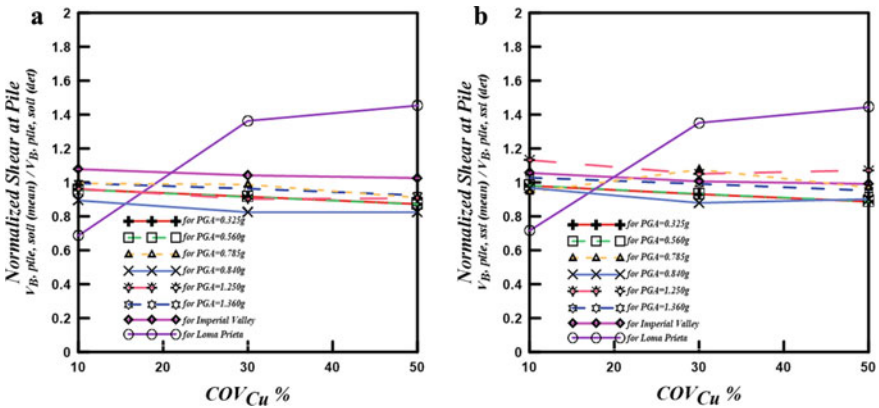 a
2
1.8
1.6
1.4
1.2
1
0.8
0.6
0.4
0.2
0
Normalized Shear at Pile
V_B, pile, soil (mean) / V_B, pile, soil (det)
for PGA=0.325g
for PGA=0.560g
for PGA=0.785g
for PGA=0.840g
for PGA=1.250g
for PGA=1.360g
for Imperial Valley
for Loma Prieta
10 20 30 40 50
COV_Cu %
b
2
1.8
1.6
1.4
1.2
1
0.8
0.6
0.4
0.2
0
Normalized Shear at Pile
V_B, pile, ssi (mean) / V_B, pile, ssi (det)
for PGA=0.325g
for PGA=0.560g
for PGA=0.785g
for PGA=0.840g
for PGA=1.250g
for PGA=1.360g
for Imperial Valley
for Loma Prieta
10 20 30 40 50
COV_Cu %